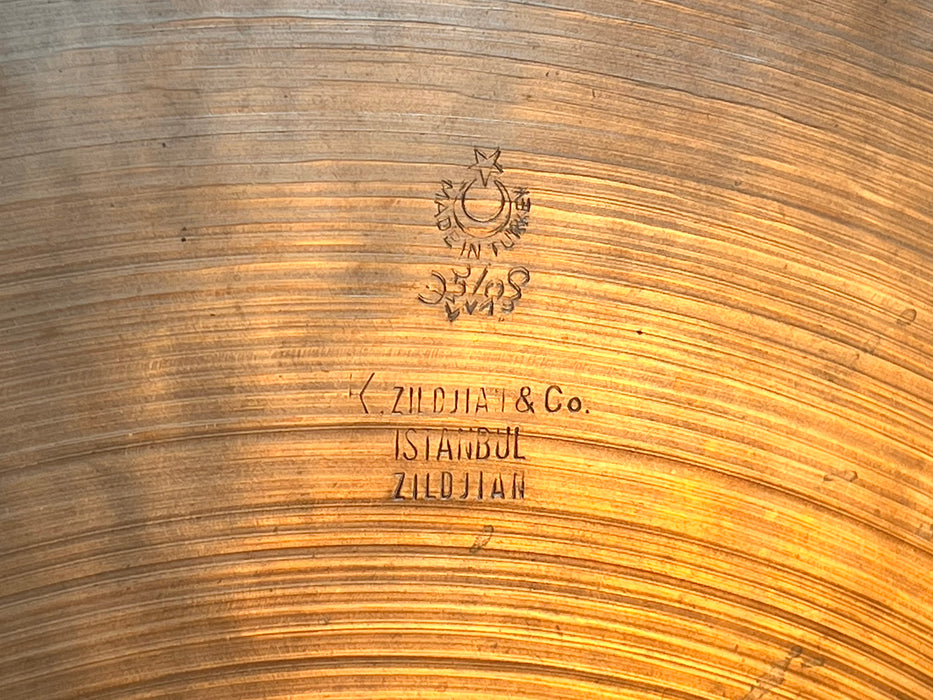 MADE IN TURKEY
K. ZILDJIAN & Co.
ISTANBUL
ZILDJIAN